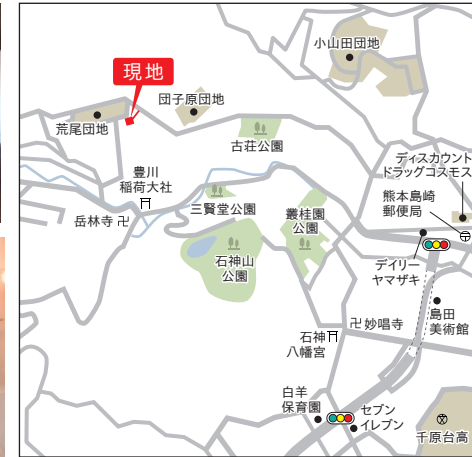 小山田団地
現地
団子原団地
荒尾団地
古荘公園
ディスカウント
ドラッグコスモス
豊川
稲荷大社
熊本島崎
郵便局
三賢堂公園
叢桂園
公園
岳林寺
石神山
公園
デイリー
ヤマザキ
島田
美術館
妙唱寺
石神
八幡宮
白羊
保育園
セブン
イレブン
千原台高